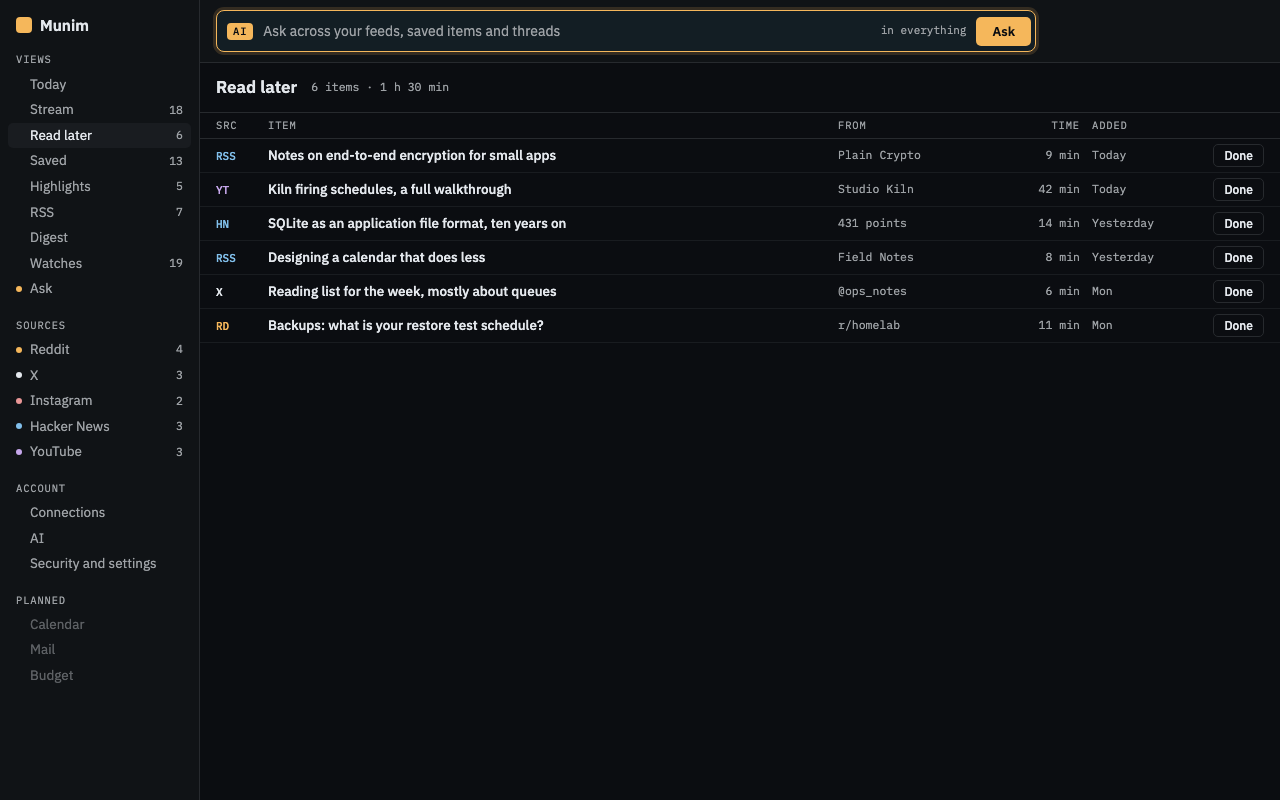 Munim
VIEWS
Today
Stream 18
Read later 6
Saved 13
Highlights 5
RSS 7
Digest
Watches 19
Ask
SOURCES
Reddit 4
X 3
Instagram 2
Hacker News 3
YouTube 3
ACCOUNT
Connections
AI
Security and settings
PLANNED
Calendar
Mail
Budget
AI Ask across your feeds, saved items and threads in everything Ask
Read later 6 items · 1 h 30 min
SRC ITEM FROM TIME ADDED
RSS Notes on end-to-end encryption for small apps Plain Crypto 9 min Today Done
YT Kiln firing schedules, a full walkthrough Studio Kiln 42 min Today Done
HN SQLite as an application file format, ten years on 431 points 14 min Yesterday Done
RSS Designing a calendar that does less Field Notes 8 min Yesterday Done
X Reading list for the week, mostly about queues @ops_notes 6 min Mon Done
RD Backups: what is your restore test schedule? r/homelab 11 min Mon Done